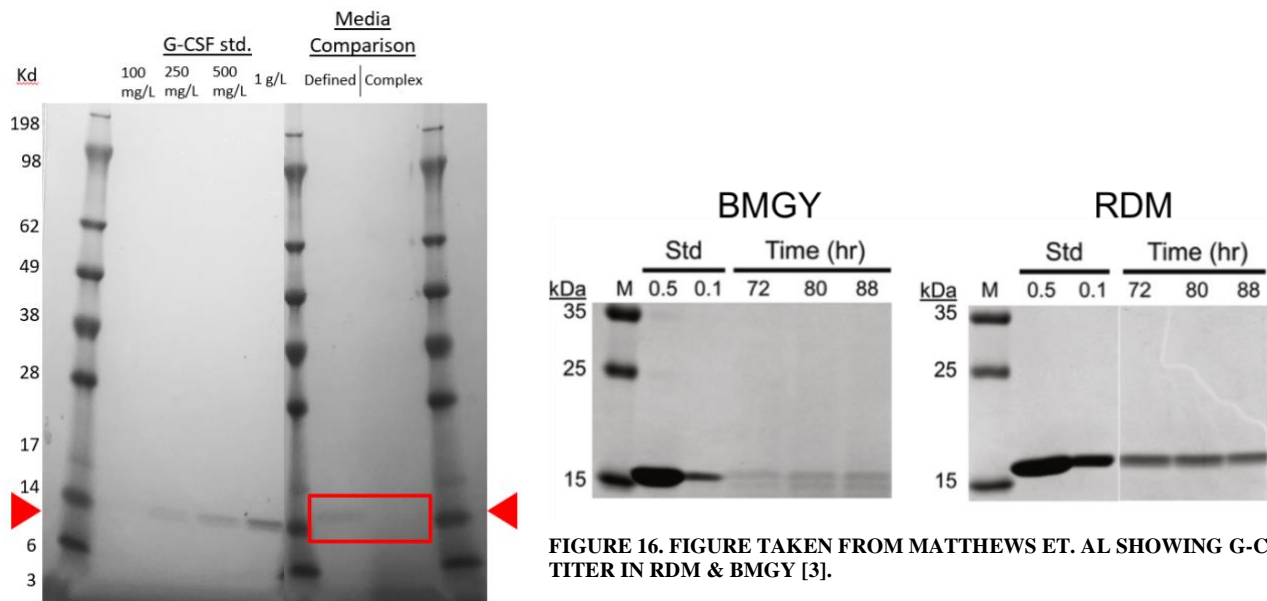 Media
G-CSF std. Comparison
Kd 100 mg/L 250 mg/L 500 mg/L 1 g/L Defined Complex
198
98
62
49
38
28
17
14
6
3
BMGY
Std Time (hr)
kDa M 0.5 0.1 72 80 88
35
25
15
RDM
Std Time (hr)
kDa M 0.5 0.1 72 80 88
35
25
15
FIGURE 16. FIGURE TAKEN FROM MATTHEWS ET. AL SHOWING G-C
TITER IN RDM & BMGY [3].